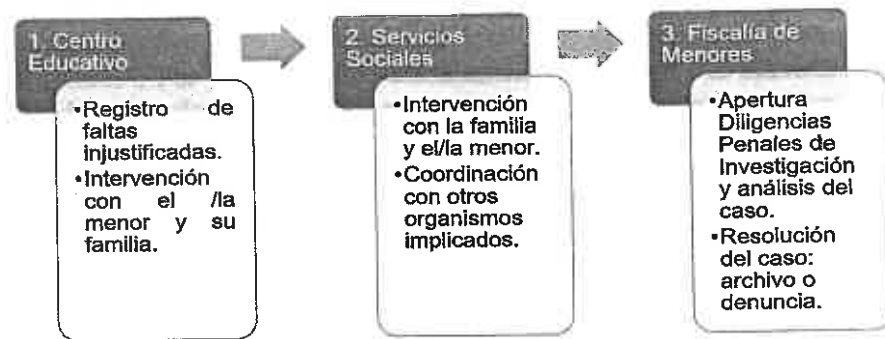 1. Centro
Educativo
•Registro de
faltas
injustificadas.
•Intervención
con el /la
menor y su
familia.
2. Servicios
Sociales
•Intervención
con la familia
y el/la menor.
•Coordinación
con otros
organismos
implicados.
3. Fiscalía de
Menores
•Apertura
Diligencias
Penales de
Investigación
y análisis del
caso.
•Resolución
del caso:
archivo o
denuncia.